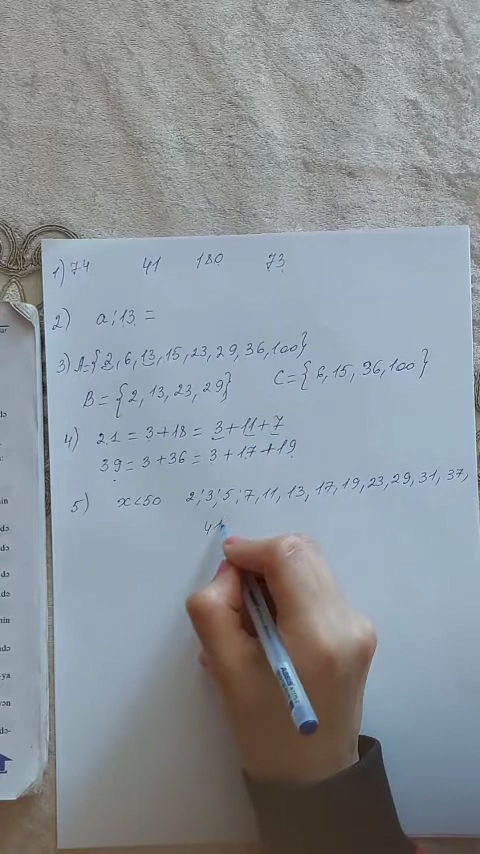 1) 74 41 180 73
2) a:13 =
3) A={2, 6, 13, 15, 23, 29, 36, 100}
B = {2, 13, 23, 29} C = {6, 15, 36, 100}
4) 21 = 3+18 = 3+11+7
39 = 3+36 = 3+17+19
5) x<50 2; 3; 5; 7, 11, 13, 17, 19, 23, 29, 31, 37,
41